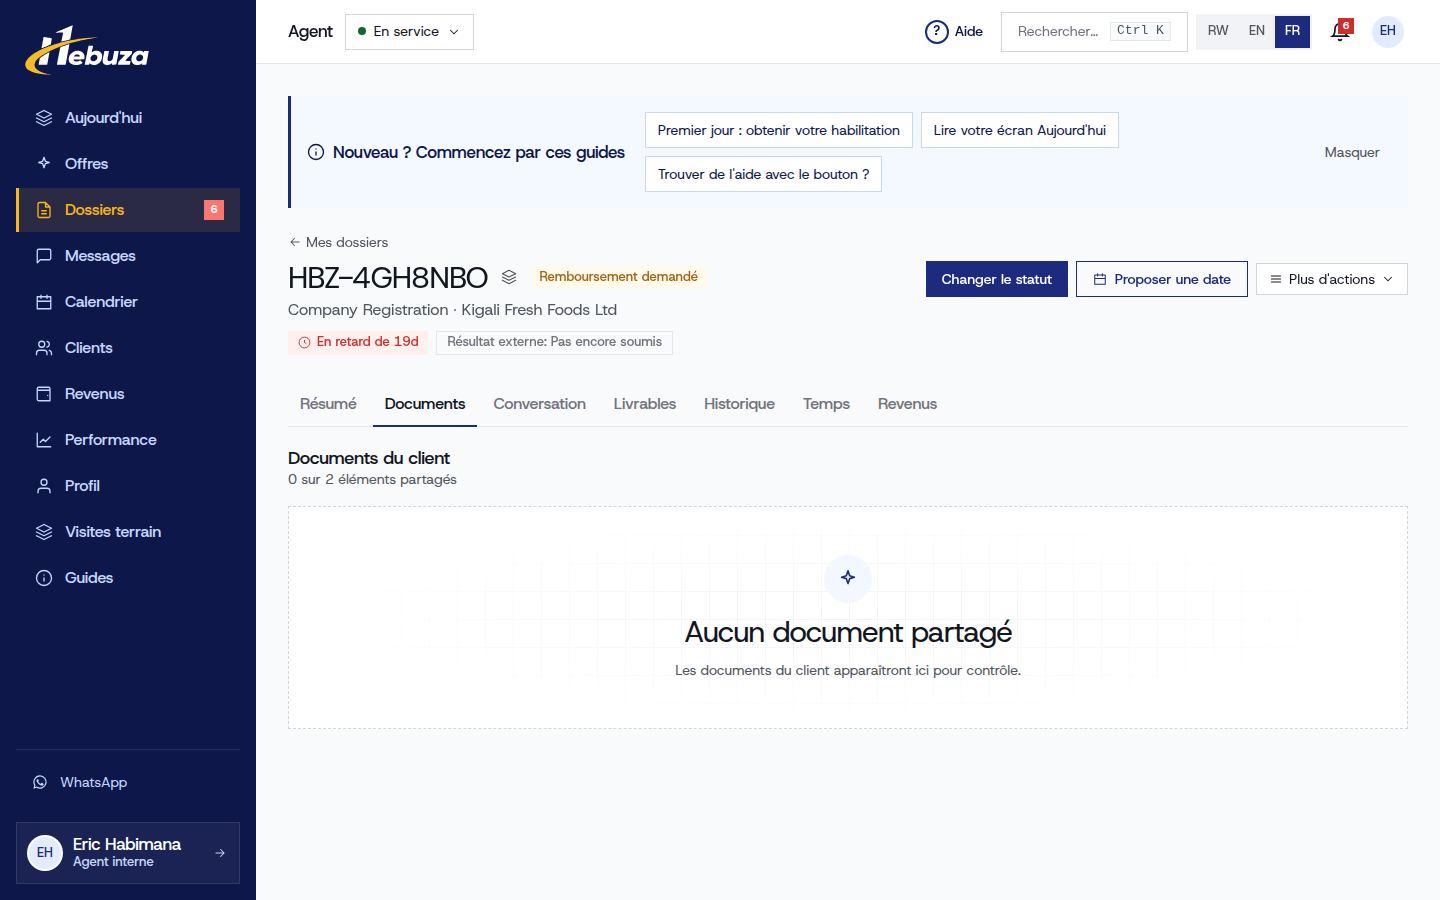 Hebuza
Aujourd'hui
Offres
Dossiers 6
Messages
Calendrier
Clients
Revenus
Performance
Profil
Visites terrain
Guides
WhatsApp
EH
Eric Habimana
Agent interne
Agent
En service
? Aide
Rechercher… Ctrl K
RW EN FR
6
EH
Nouveau ? Commencez par ces guides
Premier jour : obtenir votre habilitation
Lire votre écran Aujourd'hui
Trouver de l'aide avec le bouton ?
Masquer
← Mes dossiers
HBZ-4GH8NBO
Remboursement demandé
Changer le statut
Proposer une date
Plus d'actions
Company Registration · Kigali Fresh Foods Ltd
En retard de 19d
Résultat externe: Pas encore soumis
Résumé Documents Conversation Livrables Historique Temps Revenus
Documents du client
0 sur 2 éléments partagés
Aucun document partagé
Les documents du client apparaîtront ici pour contrôle.